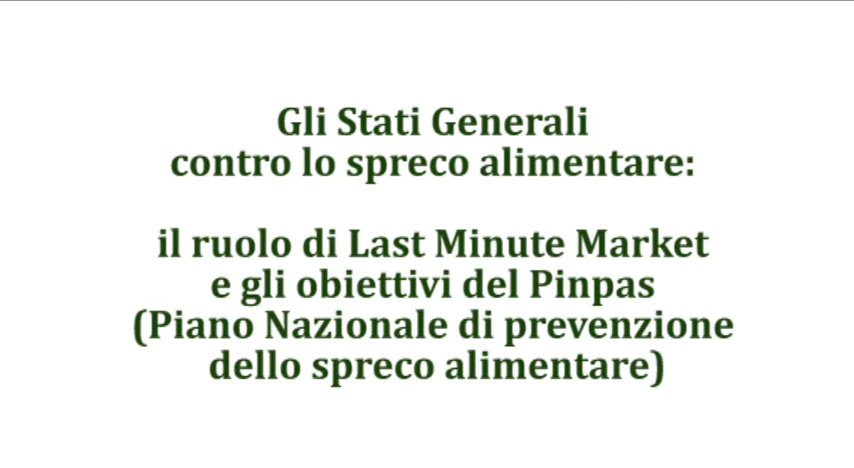 Gli Stati Generali
contro lo spreco alimentare:
il ruolo di Last Minute Market
e gli obiettivi del Pinpas
(Piano Nazionale di prevenzione
dello spreco alimentare)